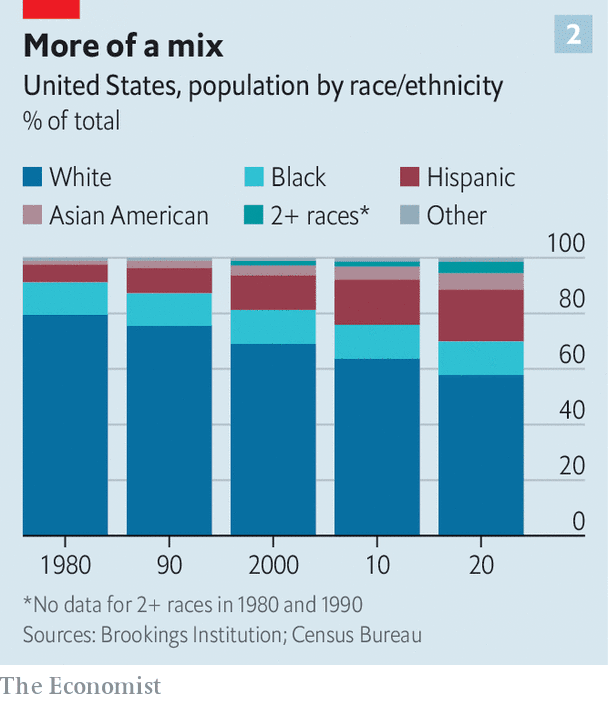 More of a mix
2
United States, population by race/ethnicity
% of total
White
Black
Hispanic
Asian American
2+ races*
Other
100
80
60
40
20
0
1980
90
2000
10
20
*No data for 2+ races in 1980 and 1990
Sources: Brookings Institution; Census Bureau
The Economist